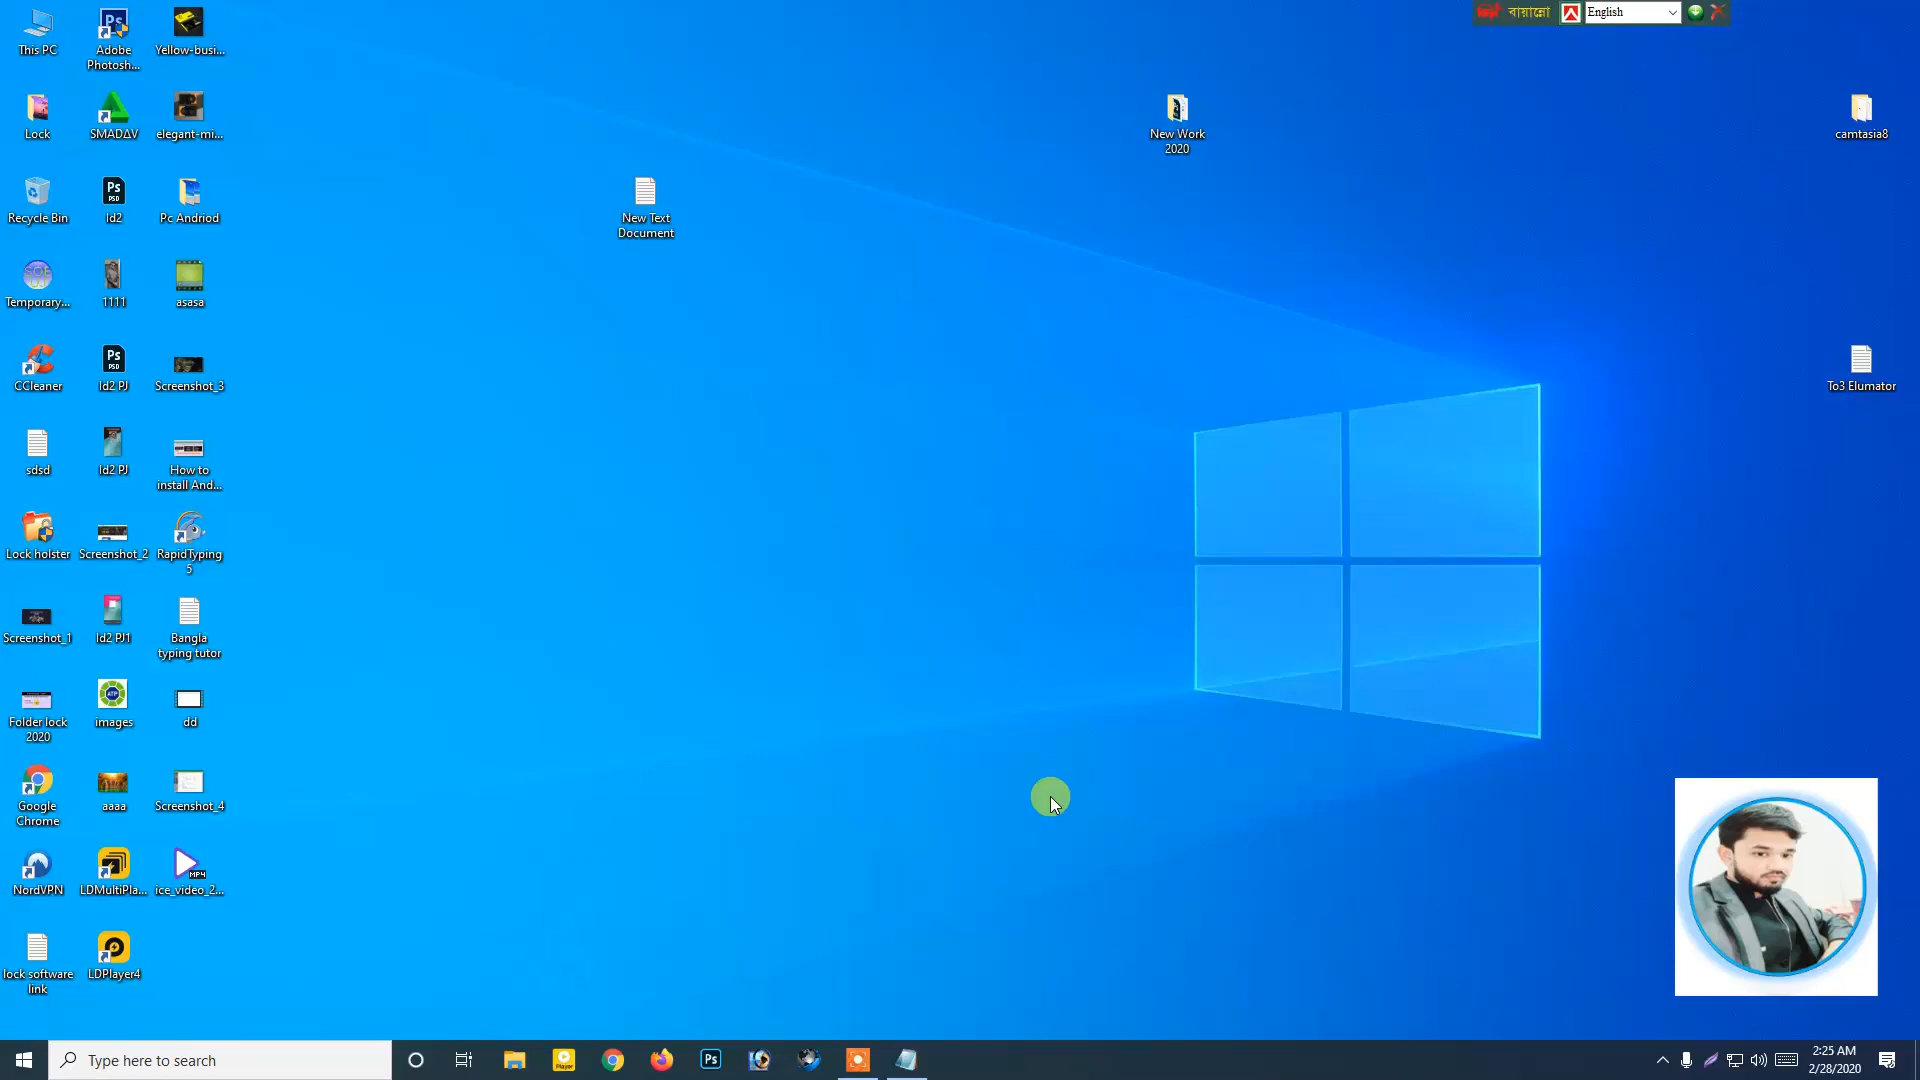 বায়ান্নো
English
This PC
Adobe
Photosh...
Yellow-busi...
Lock
SMADAV
elegant-mi...
New Work
2020
camtasia8
Recycle Bin
Id2
Pc Andriod
New Text
Document
Temporary...
1111
asasa
CCleaner
Id2 PJ
Screenshot_3
To3 Elumator
sdsd
Id2 PJ
How to
install And...
Lock holster
Screenshot_2
RapidTyping
5
Screenshot_1
Id2 PJ1
Bangla
typing tutor
Folder lock
2020
images
dd
Google
Chrome
aaaa
Screenshot_4
NordVPN
LDMultiPla...
ice_video_2...
MP4
lock software
link
LDPlayer4
Type here to search
Player
Ps
2:25 AM
2/28/2020